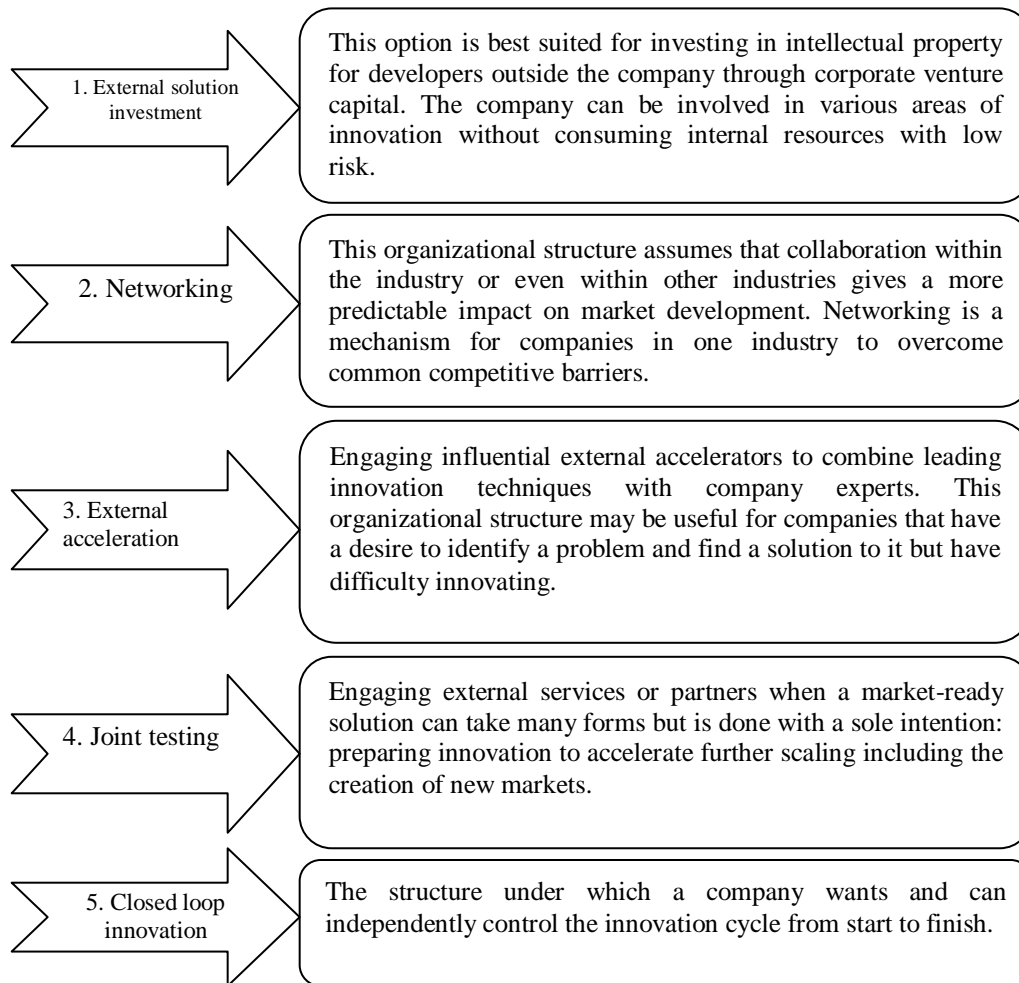 1. External solution
investment
This option is best suited for investing in intellectual property
for developers outside the company through corporate venture
capital. The company can be involved in various areas of
innovation without consuming internal resources with low
risk.
2. Networking
This organizational structure assumes that collaboration within
the industry or even within other industries gives a more
predictable impact on market development. Networking is a
mechanism for companies in one industry to overcome
common competitive barriers.
3. External
acceleration
Engaging influential external accelerators to combine leading
innovation techniques with company experts. This
organizational structure may be useful for companies that have
a desire to identify a problem and find a solution to it but have
difficulty innovating.
4. Joint testing
Engaging external services or partners when a market-ready
solution can take many forms but is done with a sole intention:
preparing innovation to accelerate further scaling including the
creation of new markets.
5. Closed loop
innovation
The structure under which a company wants and can
independently control the innovation cycle from start to finish.